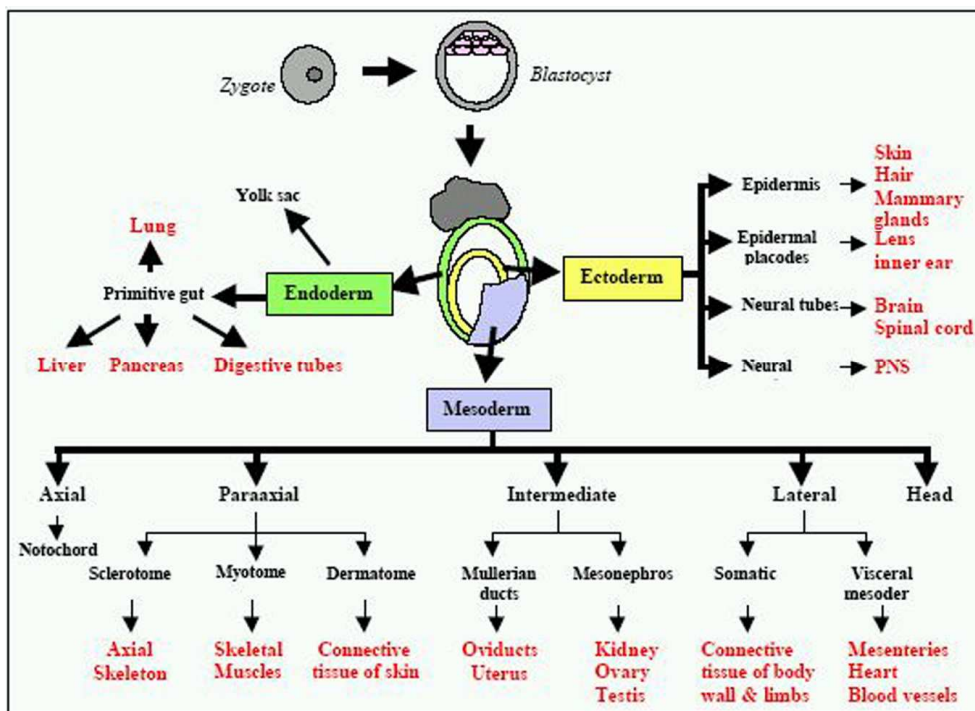 Zygote
Blastocyst
Yolk sac
Lung
Primitive gut
Endoderm
Liver
Pancreas
Digestive tubes
Ectoderm
Epidermis
Skin
Hair
Mammary
glands
Epidermal
placodes
Lens
inner ear
Neural tubes
Brain
Spinal cord
Neural
PNS
Mesoderm
Axial
Paraaxial
Intermediate
Lateral
Head
Notochord
Sclerotome
Myotome
Dermatome
Mullerian
ducts
Mesonephros
Somatic
Visceral
mesoder
Axial
Skeleton
Skeletal
Muscles
Connective
tissue of skin
Oviducts
Uterus
Kidney
Ovary
Testis
Connective
tissue of body
wall & limbs
Mesenteries
Heart
Blood vessels